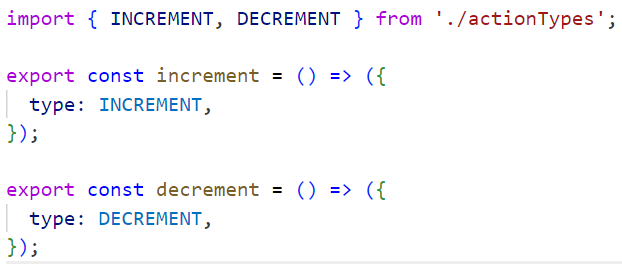 import { INCREMENT, DECREMENT } from './actionTypes';
export const increment = () => ({
  type: INCREMENT,
});
export const decrement = () => ({
  type: DECREMENT,
});